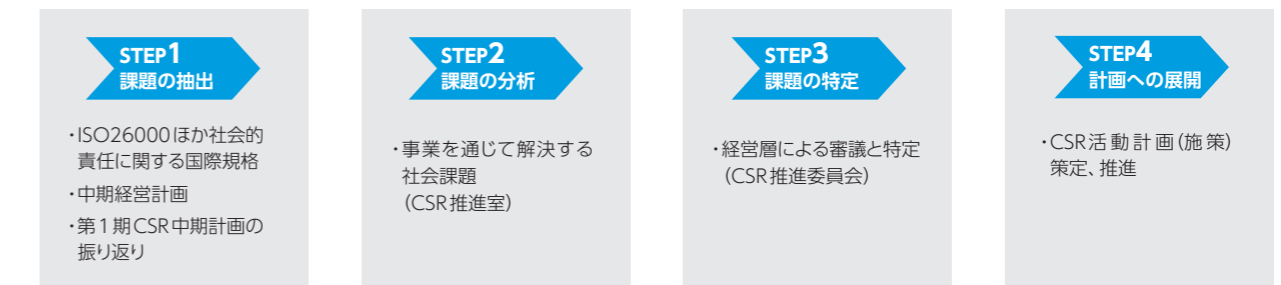 STEP1
課題の抽出
・ISO26000ほか社会的
責任に関する国際規格
・中期経営計画
・第1期CSR中期計画の
振り返り
STEP2
課題の分析
・事業を通じて解決する
社会課題
(CSR推進室)
STEP3
課題の特定
・経営層による審議と特定
(CSR推進委員会)
STEP4
計画への展開
・CSR活動計画(施策)
策定、推進